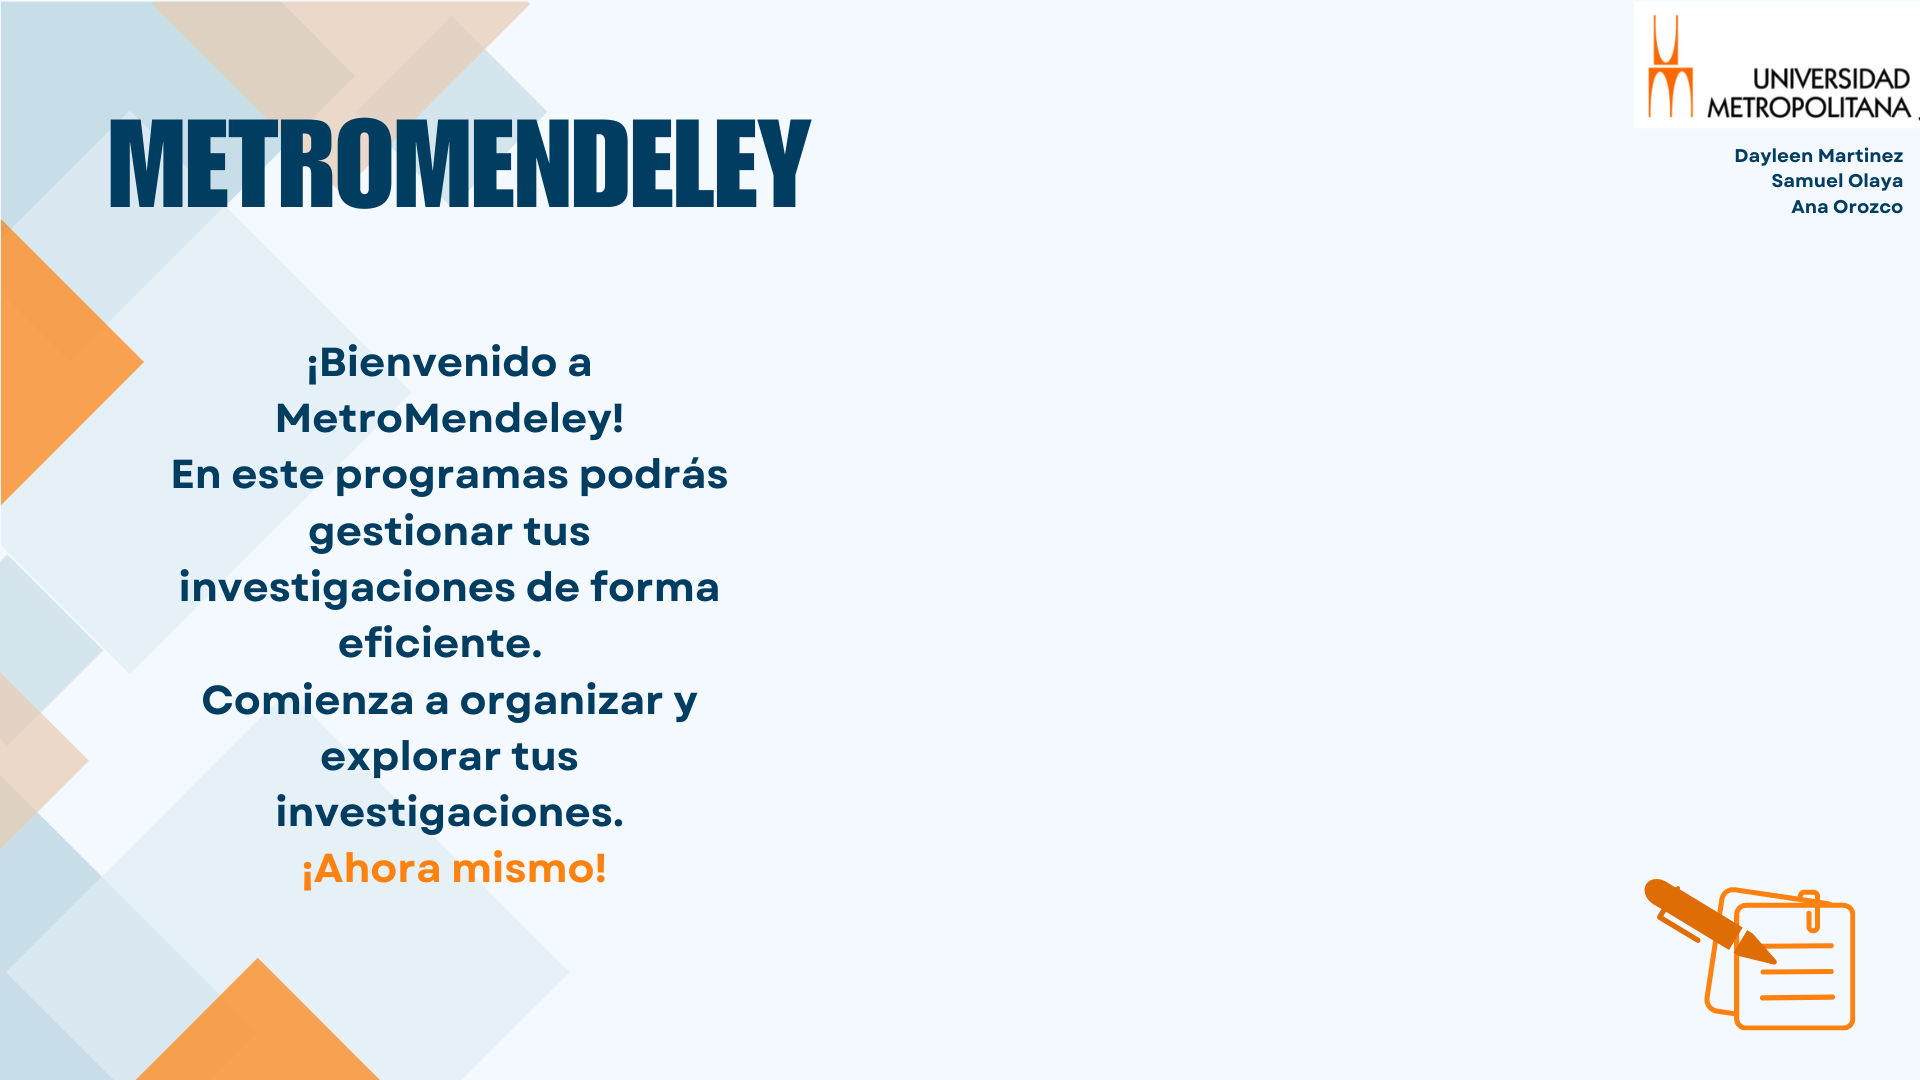 METROMENDELEY
UNIVERSIDAD
METROPOLITANA
Dayleen Martinez
Samuel Olaya
Ana Orozco
¡Bienvenido a
MetroMendeley!
En este programas podrás
gestionar tus
investigaciones de forma
eficiente.
Comienza a organizar y
explorar tus
investigaciones.
¡Ahora mismo!